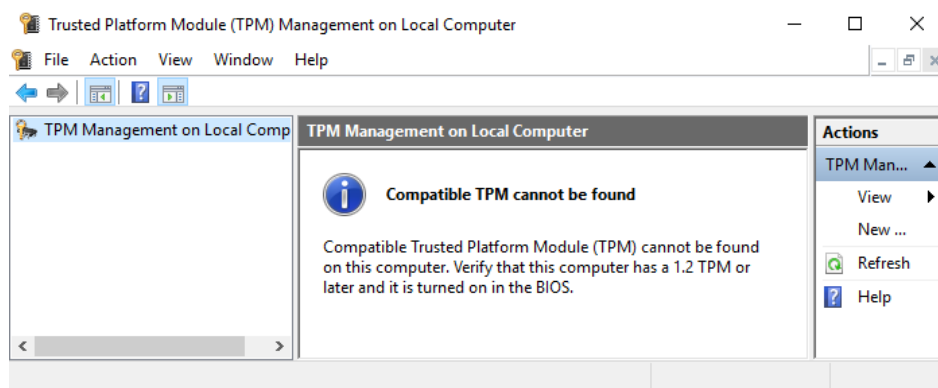 Trusted Platform Module (TPM) Management on Local Computer
File Action View Window Help
TPM Management on Local Comp
TPM Management on Local Computer
Compatible TPM cannot be found
Compatible Trusted Platform Module (TPM) cannot be found
on this computer. Verify that this computer has a 1.2 TPM or
later and it is turned on in the BIOS.
Actions
TPM Man...
View
New ...
Refresh
Help